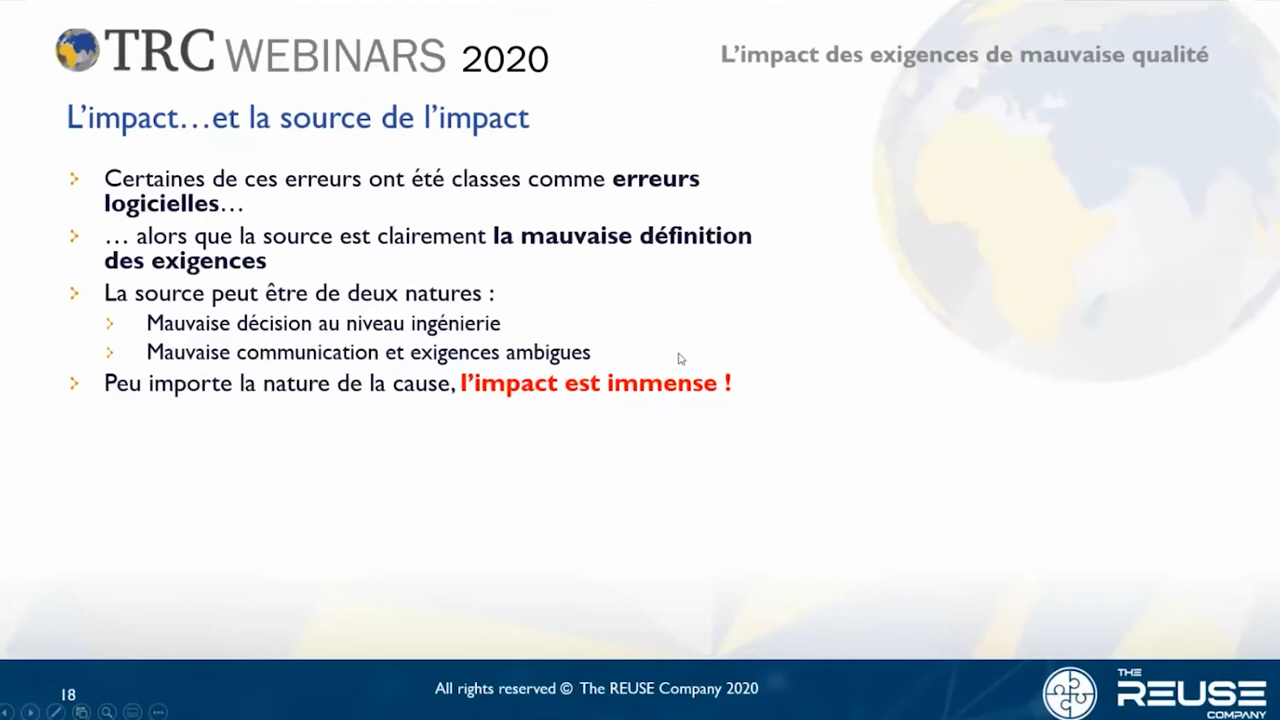 TRC WEBINARS 2020
L'impact des exigences de mauvaise qualité
L'impact…et la source de l'impact
Certaines de ces erreurs ont été classes comme erreurs
logicielles…
… alors que la source est clairement la mauvaise définition
des exigences
La source peut être de deux natures :
Mauvaise décision au niveau ingénierie
Mauvaise communication et exigences ambigues
Peu importe la nature de la cause, l'impact est immense !
18
All rights reserved © The REUSE Company 2020
THE
REUSE
COMPANY